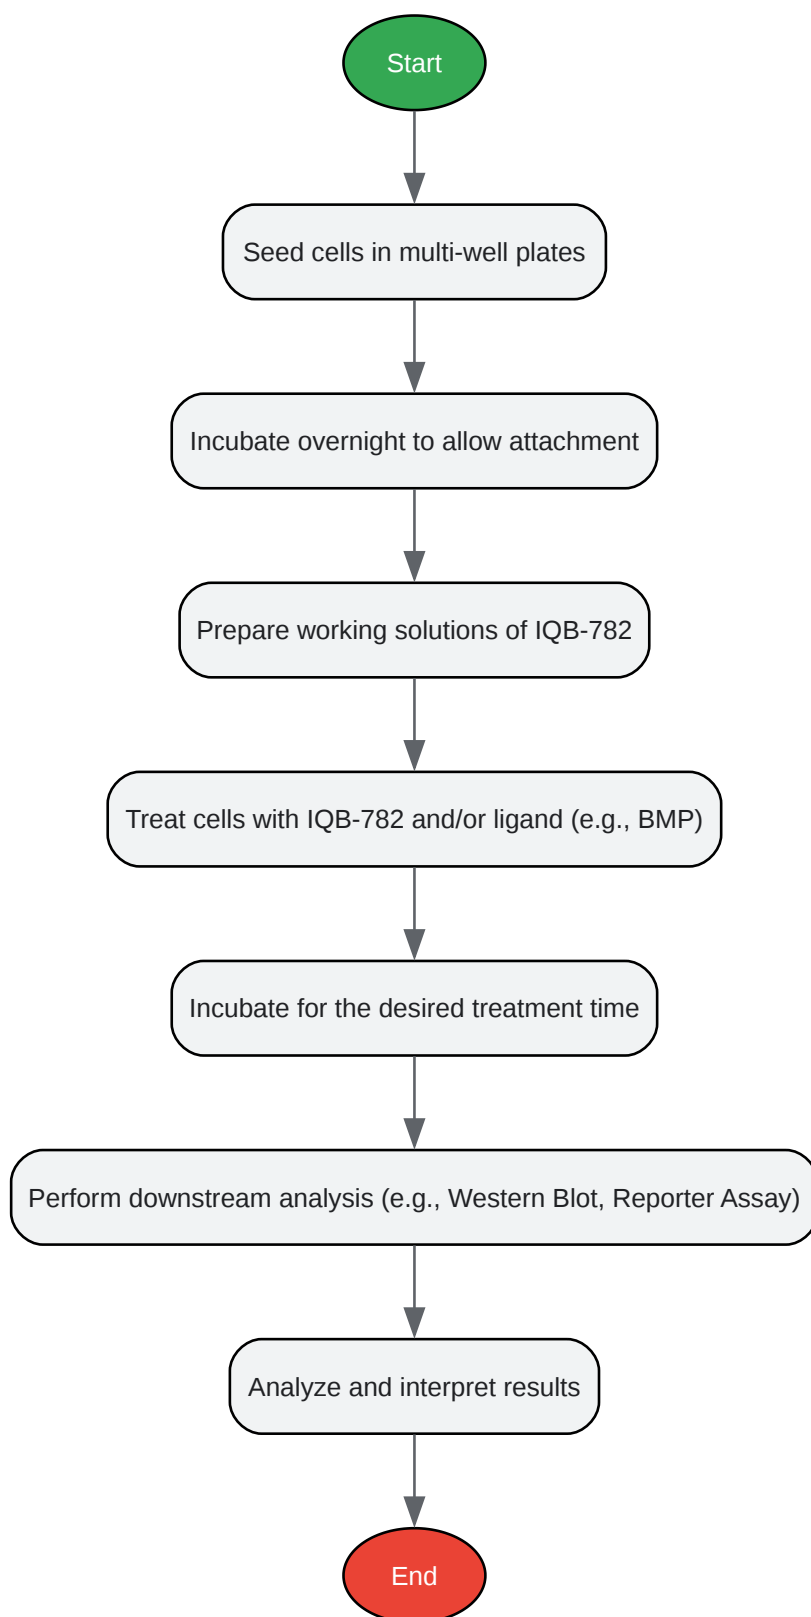 Start
Seed cells in multi-well plates
Incubate overnight to allow attachment
Prepare working solutions of IQB-782
Treat cells with IQB-782 and/or ligand (e.g., BMP)
Incubate for the desired treatment time
Perform downstream analysis (e.g., Western Blot, Reporter Assay)
Analyze and interpret results
End